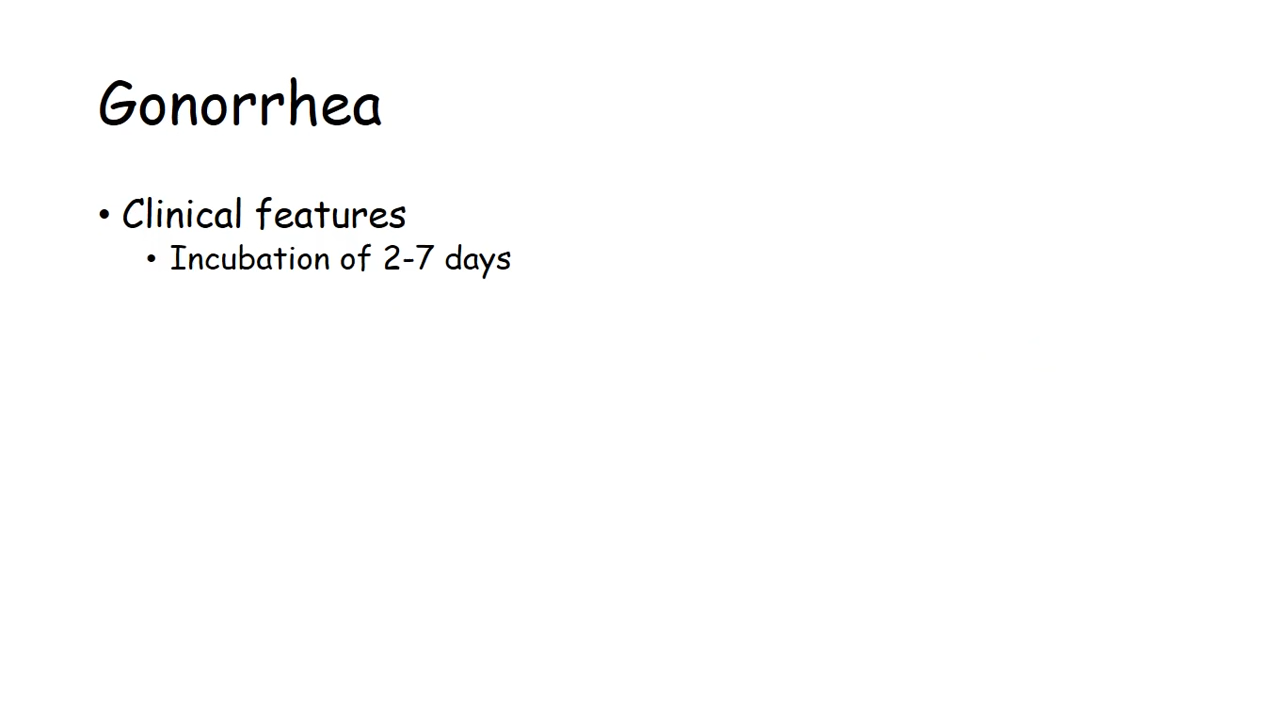 Gonorrhea
• Clinical features
• Incubation of 2-7 days